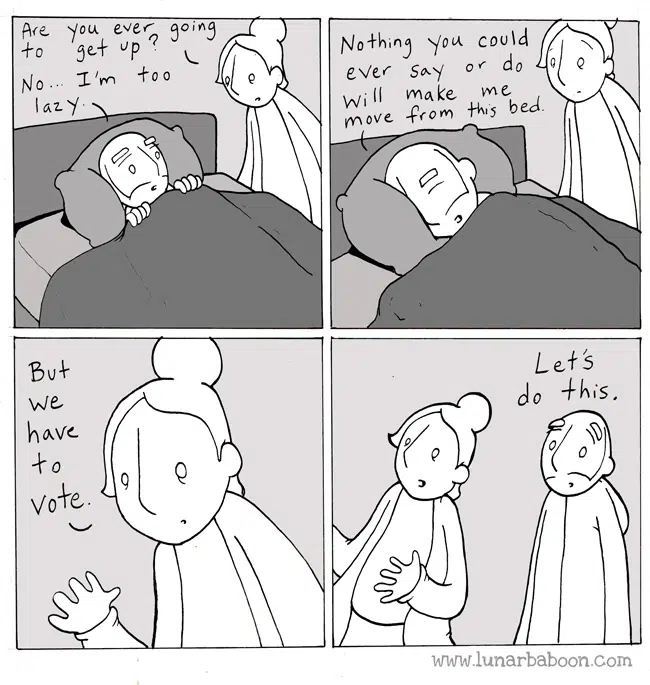 Are you ever going
to get up?
No... I'm too
lazy.
Nothing you could
ever say or do
will make me
move from this bed.
But
we
have
to
vote.
Let's
do this.
www.lunarbaboon.com